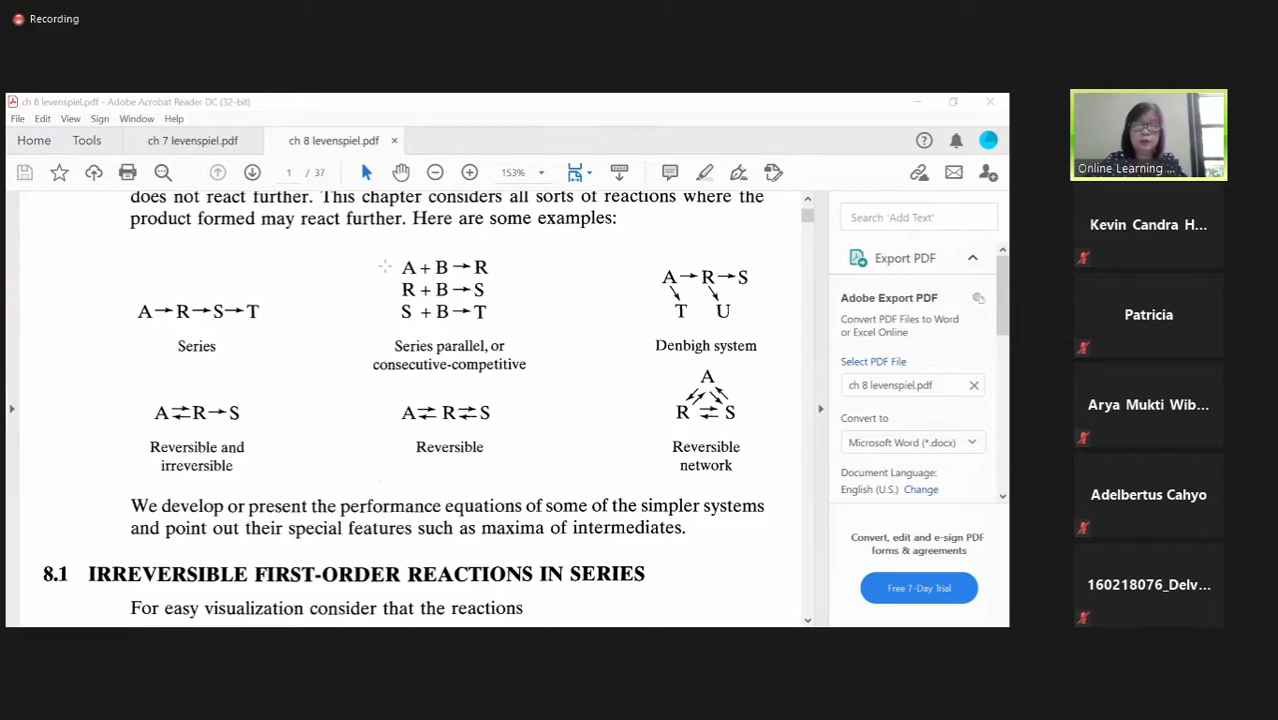 Recording
ch 8 levenspiel.pdf - Adobe Acrobat Reader DC (32-bit)
File Edit View Sign Window Help
Home Tools ch 7 levenspiel.pdf ch 8 levenspiel.pdf ×
1 / 37 153%
does not react further. This chapter considers all sorts of reactions where the
product formed may react further. Here are some examples:
A + B → R
R + B → S
S + B → T
A → R → S
T U
A → R → S → T
Series
Series parallel, or
consecutive-competitive
Denbigh system
A ⇄ R → S
A ⇄ R ⇄ S
A
R ⇄ S
Reversible and
irreversible
Reversible
Reversible
network
We develop or present the performance equations of some of the simpler systems
and point out their special features such as maxima of intermediates.
8.1 IRREVERSIBLE FIRST-ORDER REACTIONS IN SERIES
For easy visualization consider that the reactions
Search 'Add Text'
Export PDF
Adobe Export PDF
Convert PDF Files to Word
or Excel Online
Select PDF File
ch 8 levenspiel.pdf
Convert to
Microsoft Word (*.docx)
Document Language:
English (U.S.) Change
Convert, edit and e-sign PDF
forms & agreements
Free 7-Day Trial
Online Learning ...
Kevin Candra H...
Patricia
Arya Mukti Wib...
Adelbertus Cahyo
160218076_Delv...